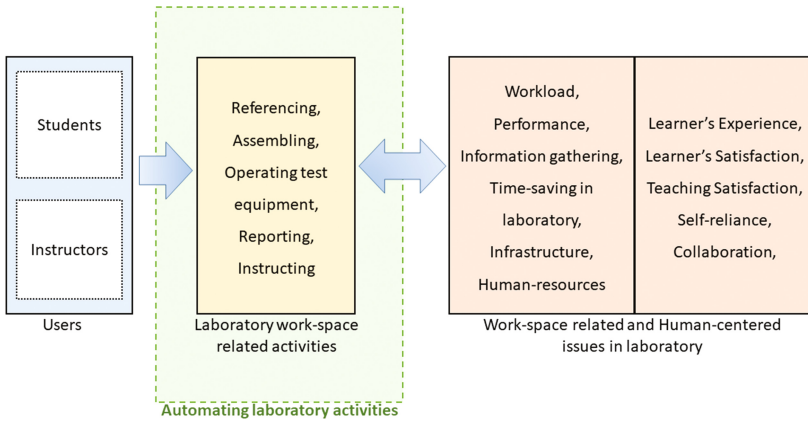 Students
Instructors
Users
Referencing,
Assembling,
Operating test
equipment,
Reporting,
Instructing
Laboratory work-space
related activities
Automating laboratory activities
Workload,
Performance,
Information gathering,
Time-saving in
laboratory,
Infrastructure,
Human-resources
Learner's Experience,
Learner's Satisfaction,
Teaching Satisfaction,
Self-reliance,
Collaboration,
Work-space related and Human-centered
issues in laboratory